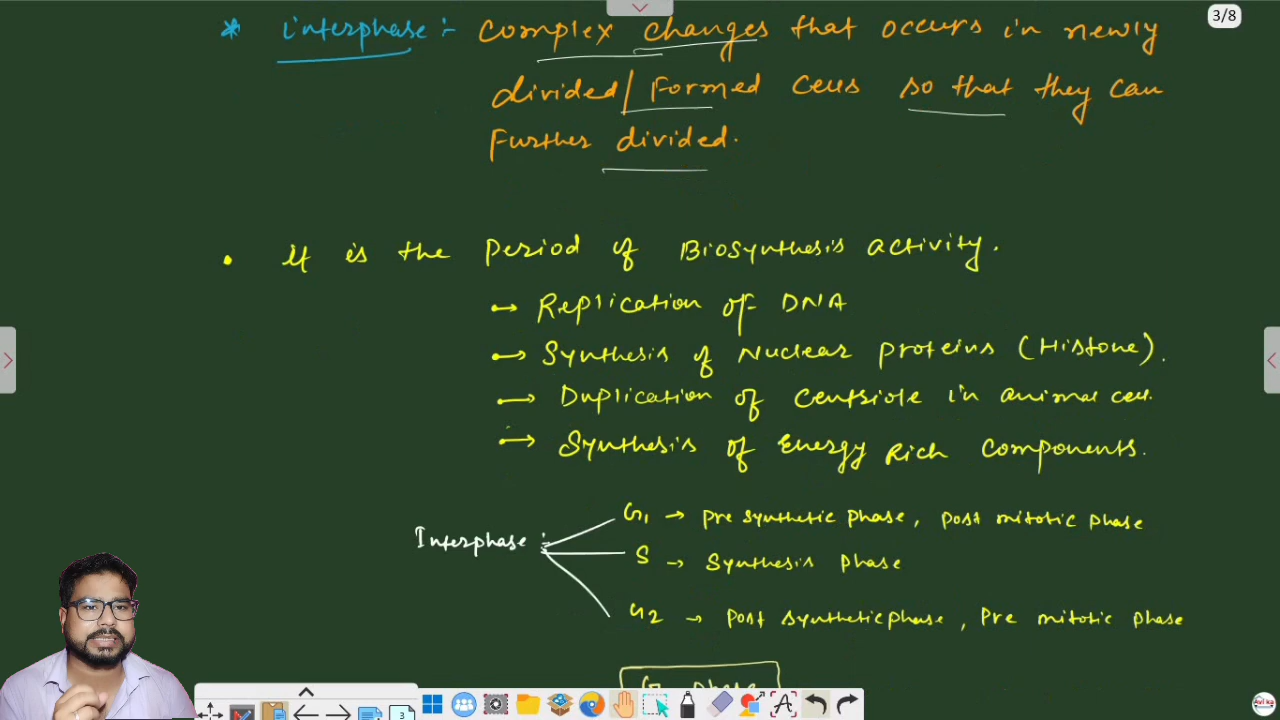 3/8
* Interphase :- Complex changes that occurs in newly
divided/Formed cells so that they can
Further divided.
• It is the Period of Biosynthesis activity.
→ Replication of DNA
→ Synthesis of Nuclear Proteins (Histone).
→ Duplication of Centriole in animal cell.
→ Synthesis of Energy Rich Components.
Interphase :-
G1 → Pre synthetic phase, Post mitotic phase
S → Synthesis Phase
G2 → Post Synthetic phase, Pre mitotic phase
3